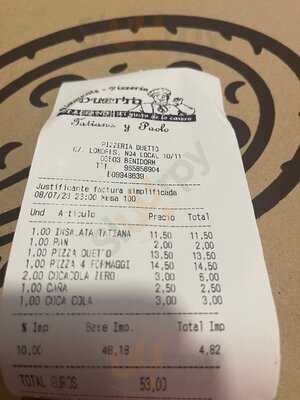 Ristorante - Pizzeria
Duetto
ITALIANO
Tatiana y Paolo
PIZZERIA DUETTO
C/. LONDRES, Nº4 LOCAL 10/11
03503 BENIDORM
Tlf 965856904
Justificante factura simplificada
08/07/23 23:00 Mesa 100
Und Artículo Precio Total
1,00 INSALATA TATIANA 11,50 11,50
1,00 PAN 2,00 2,00
1,00 PIZZA DUETTO 13,50 13,50
1,00 PIZZA 4 FORMAGGI 14,50 14,50
2,00 COCACOLA ZERO 3,00 6,00
1,00 CAÑA 2,50 2,50
1,00 COCA COLA 3,00 3,00
% Imp Base Imp. Total Imp
10,00 48,18 4,82
TOTAL EUROS 53,00